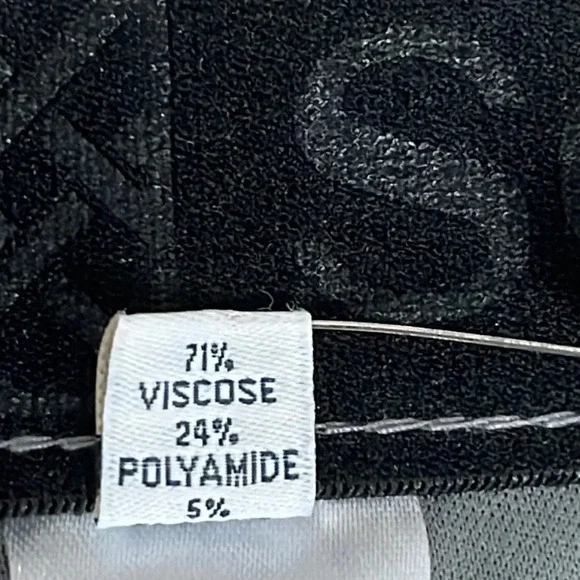 S
71%
VISCOSE
24%
POLYAMIDE
5%